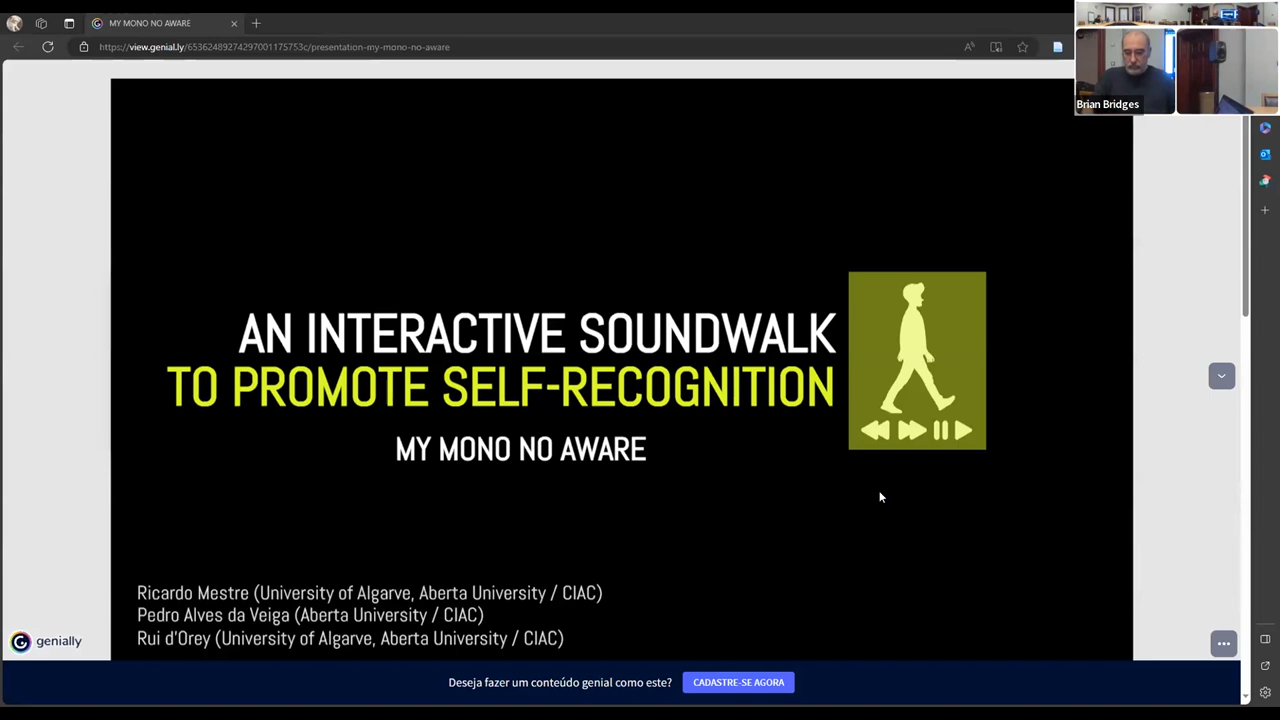 MY MONO NO AWARE
https://view.genial.ly/65362489274297001175753c/presentation-my-mono-no-aware
Brian Bridges
AN INTERACTIVE SOUNDWALK
TO PROMOTE SELF-RECOGNITION
MY MONO NO AWARE
Ricardo Mestre (University of Algarve, Aberta University / CIAC)
Pedro Alves da Veiga (Aberta University / CIAC)
Rui d'Orey (University of Algarve, Aberta University / CIAC)
genially
Deseja fazer um conteúdo genial como este?
CADASTRE-SE AGORA